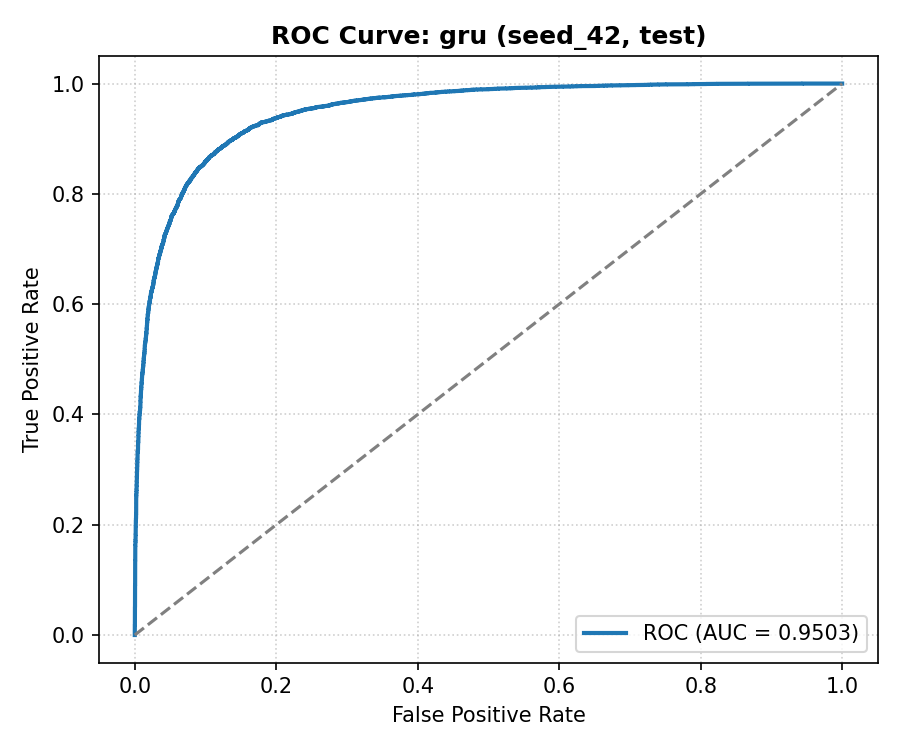 ROC Curve: gru (seed_42, test)
True Positive Rate
1.0
0.8
0.6
0.4
0.2
0.0
ROC (AUC = 0.9503)
0.0 0.2 0.4 0.6 0.8 1.0
False Positive Rate